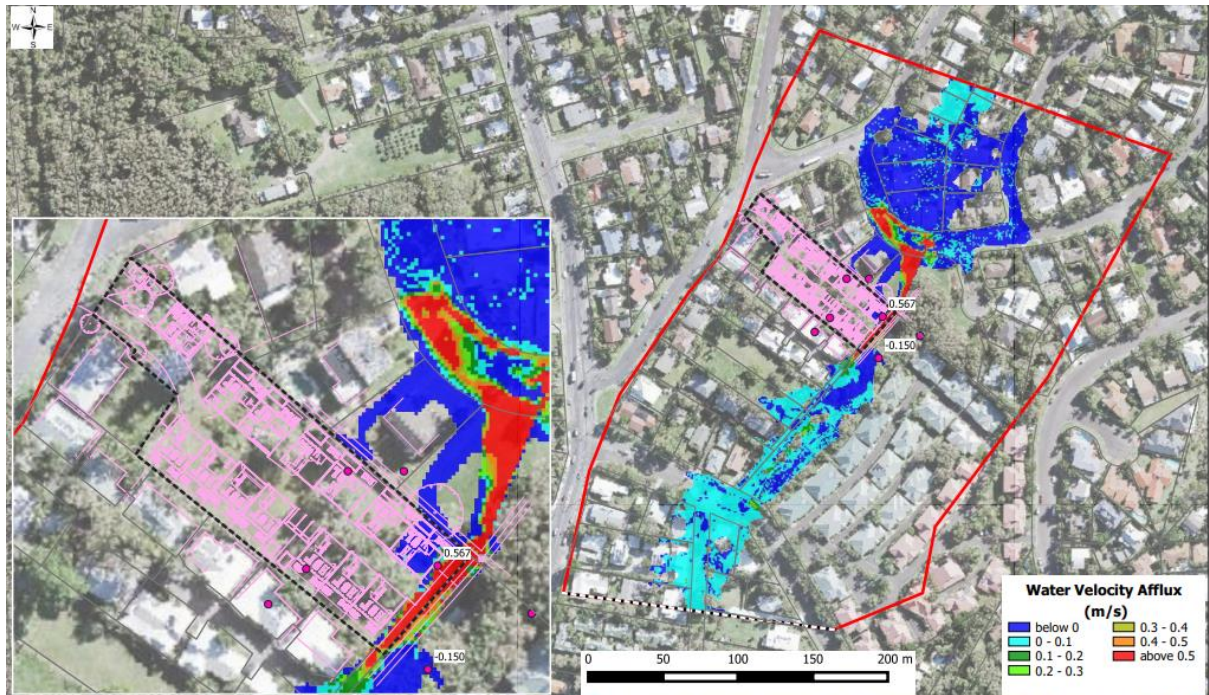 N
W E
S
0.567
-0.150
0.567
-0.150
Water Velocity Afflux
(m/s)
below 0
0 - 0.1
0.1 - 0.2
0.2 - 0.3
0.3 - 0.4
0.4 - 0.5
above 0.5
0 50 100 150 200 m